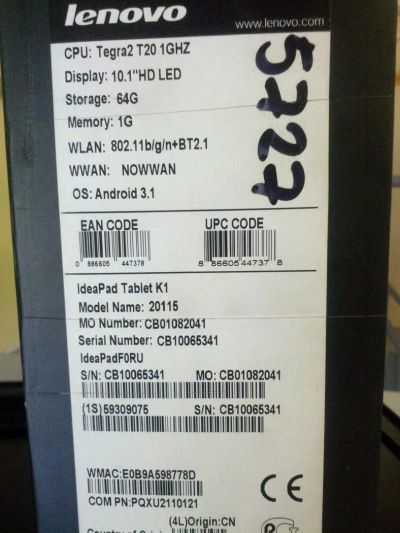 lenovo
www.lenovo.com
CPU: Tegra2 T20 1GHZ
Display: 10.1"HD LED
Storage: 64G
Memory: 1G
WLAN: 802.11b/g/n+BT2.1
WWAN: NOWWAN
OS: Android 3.1
5727
EAN CODE
0 886605 447378
UPC CODE
8 86605 44737 8
IdeaPad Tablet K1
Model Name: 20115
MO Number: CB01082041
Serial Number: CB10065341
IdeaPadF0RU
S/N: CB10065341 MO: CB01082041
(1S)59309075 S/N: CB10065341
WMAC:E0B9A598778D
CE
COM PN:PQXU2110121
(4L)Origin:CN
Country of Origin